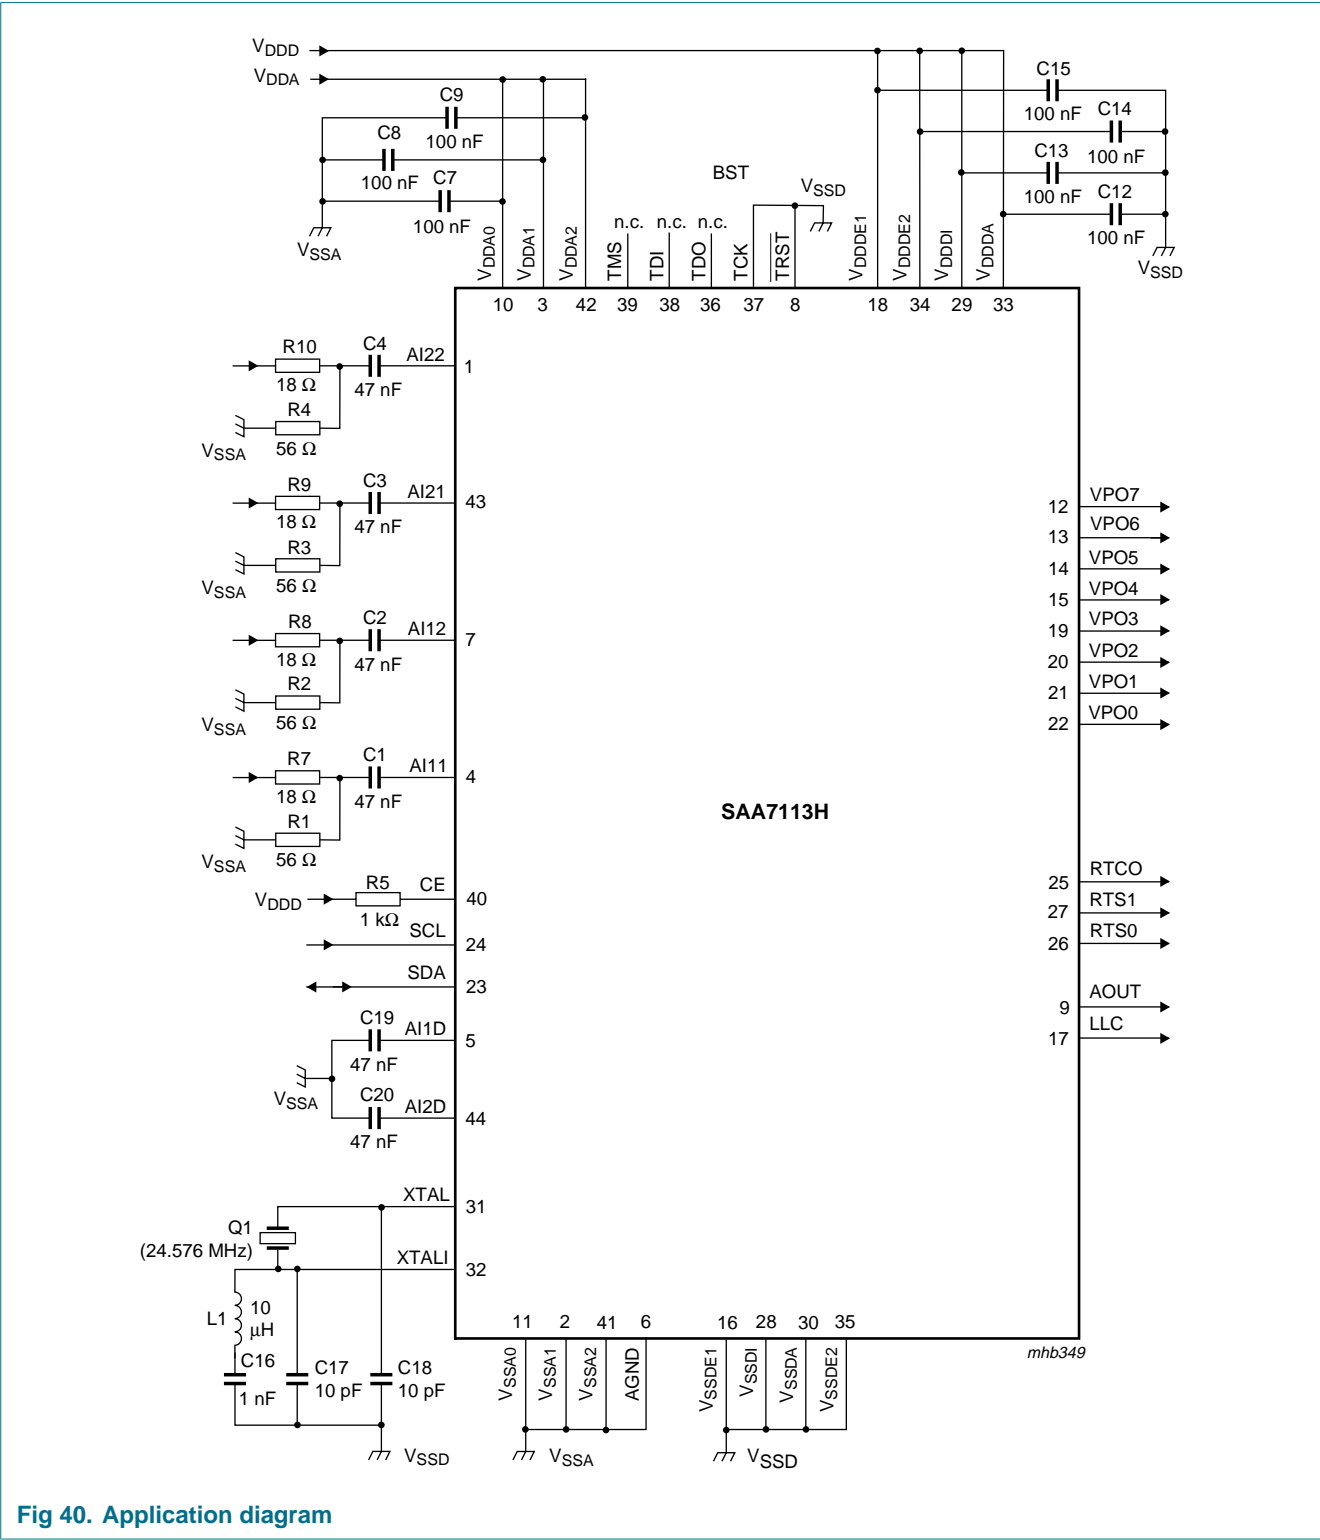 VDDD
VDDA
C15
100 nF
C14
100 nF
C13
100 nF
C12
100 nF
VSSD
C9
100 nF
C8
100 nF
C7
100 nF
VSSA
BST
VSSD
n.c. n.c. n.c.
VDDA0 VDDA1 VDDA2 TMS TDI TDO TCK TRST VDDDE1 VDDDE2 VDDDI VDDDA
10 3 42 39 38 36 37 8 18 34 29 33
R10 C4 AI22 1
18 Ω 47 nF
R4
VSSA 56 Ω
R9 C3 AI21 43
18 Ω 47 nF
R3
VSSA 56 Ω
R8 C2 AI12 7
18 Ω 47 nF
R2
VSSA 56 Ω
R7 C1 AI11 4
18 Ω 47 nF
R1
VSSA 56 Ω
VDDD R5 CE 40
1 kΩ
SCL 24
SDA 23
C19 AI1D 5
47 nF
VSSA
C20 AI2D 44
47 nF
XTAL 31
Q1
(24.576 MHz)
XTALI 32
L1 10 μH
C16 1 nF
C17 10 pF
C18 10 pF
VSSD
SAA7113H
12 VPO7
13 VPO6
14 VPO5
15 VPO4
19 VPO3
20 VPO2
21 VPO1
22 VPO0
25 RTCO
27 RTS1
26 RTS0
9 AOUT
17 LLC
11 2 41 6 16 28 30 35
VSSA0 VSSA1 VSSA2 AGND VSSDE1 VSSDI VSSDA VSSDE2
VSSA VSSD
mhb349
Fig 40. Application diagram